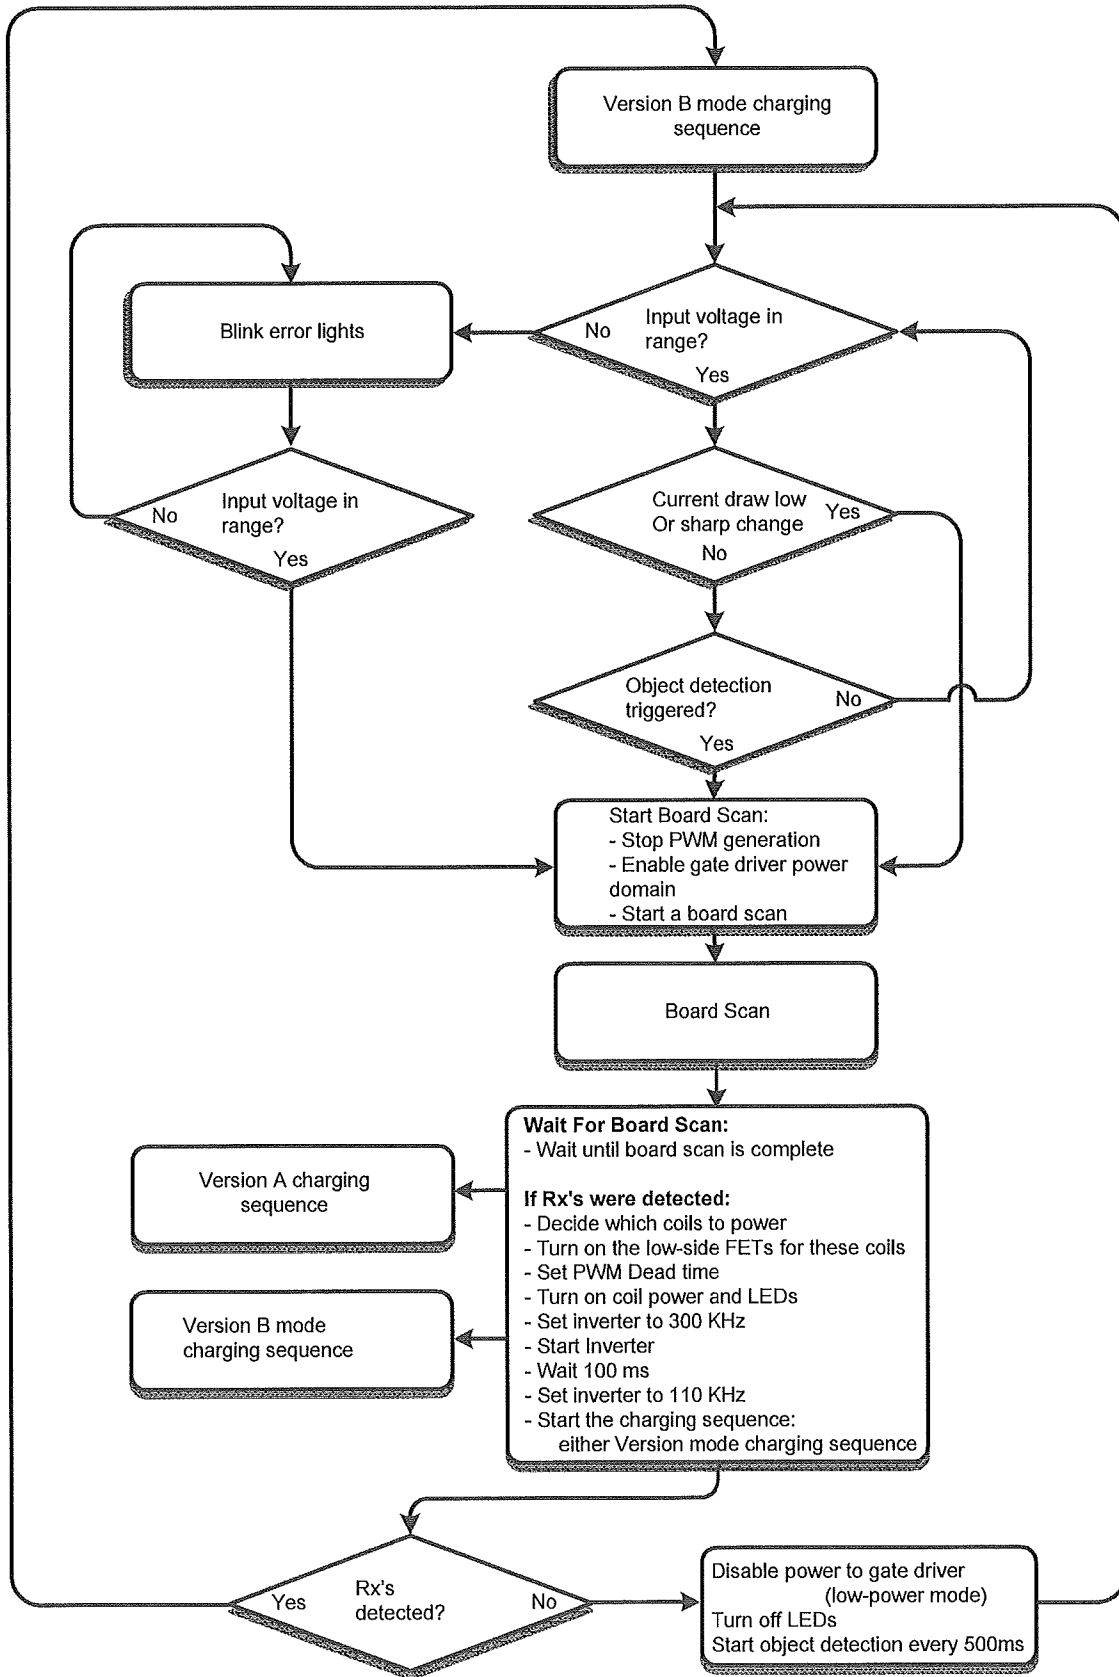 Version B mode charging
sequence
Blink error lights
No
Input voltage in
range?
Yes
No
Input voltage in
range?
Yes
Current draw low
Or sharp change
Yes
No
Object detection
triggered?
No
Yes
Start Board Scan:
- Stop PWM generation
- Enable gate driver power
domain
- Start a board scan
Board Scan
Wait For Board Scan:
- Wait until board scan is complete
If Rx's were detected:
- Decide which coils to power
- Turn on the low-side FETs for these coils
- Set PWM Dead time
- Turn on coil power and LEDs
- Set inverter to 300 KHz
- Start Inverter
- Wait 100 ms
- Set inverter to 110 KHz
- Start the charging sequence:
either Version mode charging sequence
Version A charging
sequence
Version B mode
charging sequence
Yes
Rx's
detected?
No
Disable power to gate driver
(low-power mode)
Turn off LEDs
Start object detection every 500ms